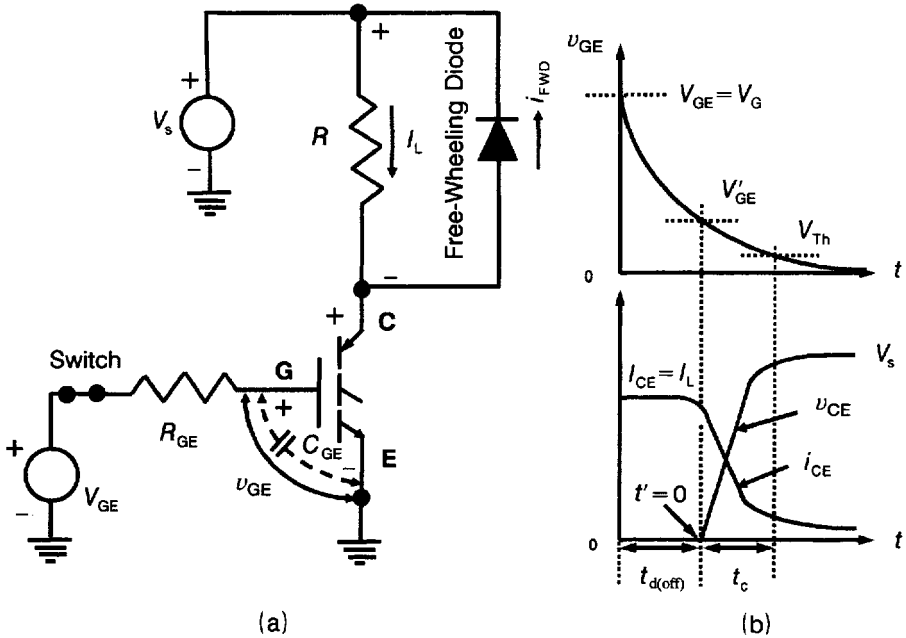 +
V_s
−
+
R
I_L
−
Free-Wheeling Diode
i_FWD
+
C
Switch
G
R_GE
+
C_GE
−
E
v_GE
+
V_GE
−
(a)
v_GE
V_GE = V_G
V'_GE
V_Th
0
t
I_CE = I_L
V_s
v_CE
i_CE
t' = 0
0
t
t_d(off)
t_c
(b)